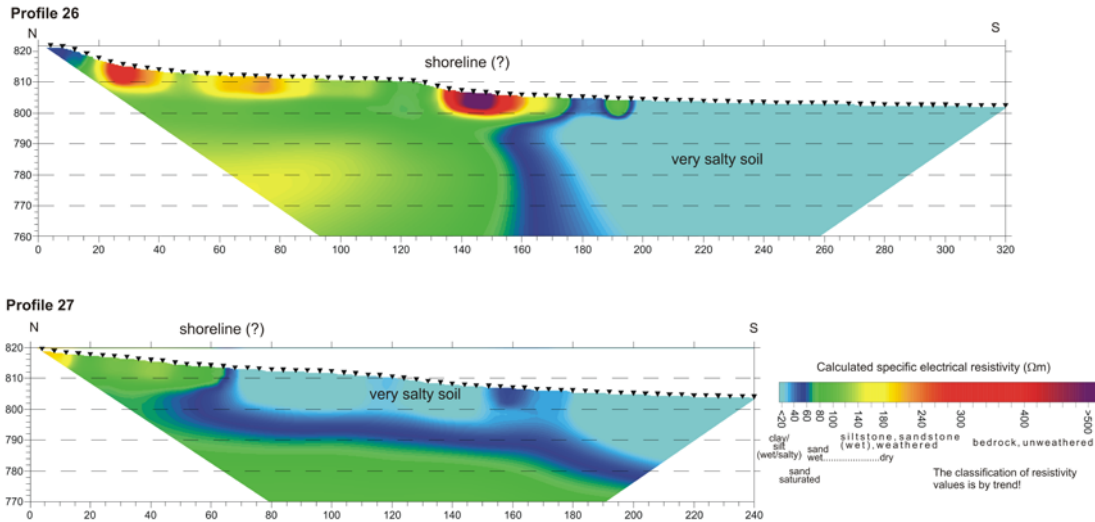 Profile 26
N
S
shoreline (?)
very salty soil
820
810
800
790
780
770
760
0 20 40 60 80 100 120 140 160 180 200 220 240 260 280 300 320
Profile 27
N
shoreline (?)
S
very salty soil
820
810
800
790
780
770
0 20 40 60 80 100 120 140 160 180 200 220 240
Calculated specific electrical resistivity (Ωm)
<20 40 60 80 100 140 180 240 300 400 >500
clay/
silt
(wet/salty)
sand
saturated
sand
wet......................dry
siltstone, sandstone
(wet), weathered
bedrock, unweathered
The classification of resistivity
values is by trend!